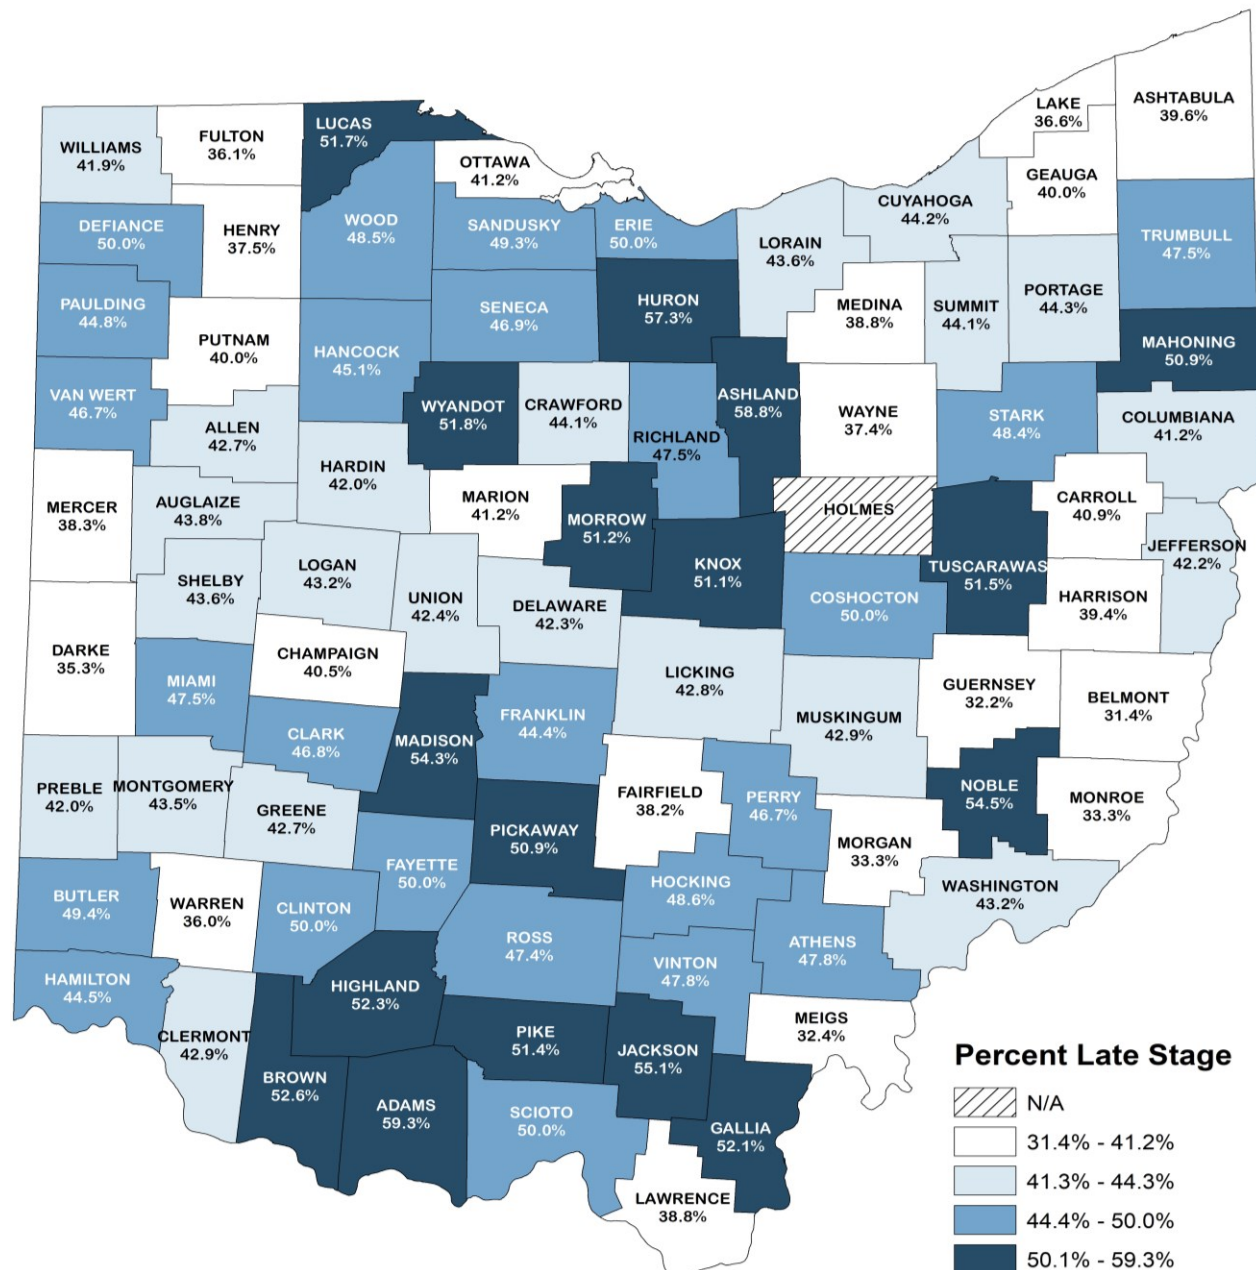 LAKE
36.6%
ASHTABULA
39.6%
LUCAS
51.7%
FULTON
36.1%
WILLIAMS
41.9%
OTTAWA
41.2%
GEAUGA
40.0%
CUYAHOGA
44.2%
DEFIANCE
50.0%
HENRY
37.5%
WOOD
48.5%
SANDUSKY
49.3%
ERIE
50.0%
LORAIN
43.6%
TRUMBULL
47.5%
PAULDING
44.8%
SENECA
46.9%
HURON
57.3%
MEDINA
38.8%
SUMMIT
44.1%
PORTAGE
44.3%
PUTNAM
40.0%
HANCOCK
45.1%
MAHONING
50.9%
VAN WERT
46.7%
ALLEN
42.7%
WYANDOT
51.8%
CRAWFORD
44.1%
RICHLAND
47.5%
ASHLAND
58.8%
WAYNE
37.4%
STARK
48.4%
COLUMBIANA
41.2%
HARDIN
42.0%
MERCER
38.3%
AUGLAIZE
43.8%
MARION
41.2%
MORROW
51.2%
HOLMES
CARROLL
40.9%
JEFFERSON
42.2%
SHELBY
43.6%
LOGAN
43.2%
UNION
42.4%
DELAWARE
42.3%
KNOX
51.1%
COSHOCTON
50.0%
TUSCARAWAS
51.5%
HARRISON
39.4%
DARKE
35.3%
CHAMPAIGN
40.5%
MIAMI
47.5%
LICKING
42.8%
GUERNSEY
32.2%
BELMONT
31.4%
CLARK
46.8%
MADISON
54.3%
FRANKLIN
44.4%
MUSKINGUM
42.9%
PREBLE
42.0%
MONTGOMERY
43.5%
GREENE
42.7%
FAIRFIELD
38.2%
PERRY
46.7%
NOBLE
54.5%
MONROE
33.3%
PICKAWAY
50.9%
MORGAN
33.3%
FAYETTE
50.0%
BUTLER
49.4%
WARREN
36.0%
CLINTON
50.0%
HOCKING
48.6%
WASHINGTON
43.2%
ROSS
47.4%
ATHENS
47.8%
HAMILTON
44.5%
HIGHLAND
52.3%
VINTON
47.8%
CLERMONT
42.9%
PIKE
51.4%
JACKSON
55.1%
MEIGS
32.4%
BROWN
52.6%
ADAMS
59.3%
SCIOTO
50.0%
GALLIA
52.1%
LAWRENCE
38.8%
Percent Late Stage
N/A
31.4% - 41.2%
41.3% - 44.3%
44.4% - 50.0%
50.1% - 59.3%